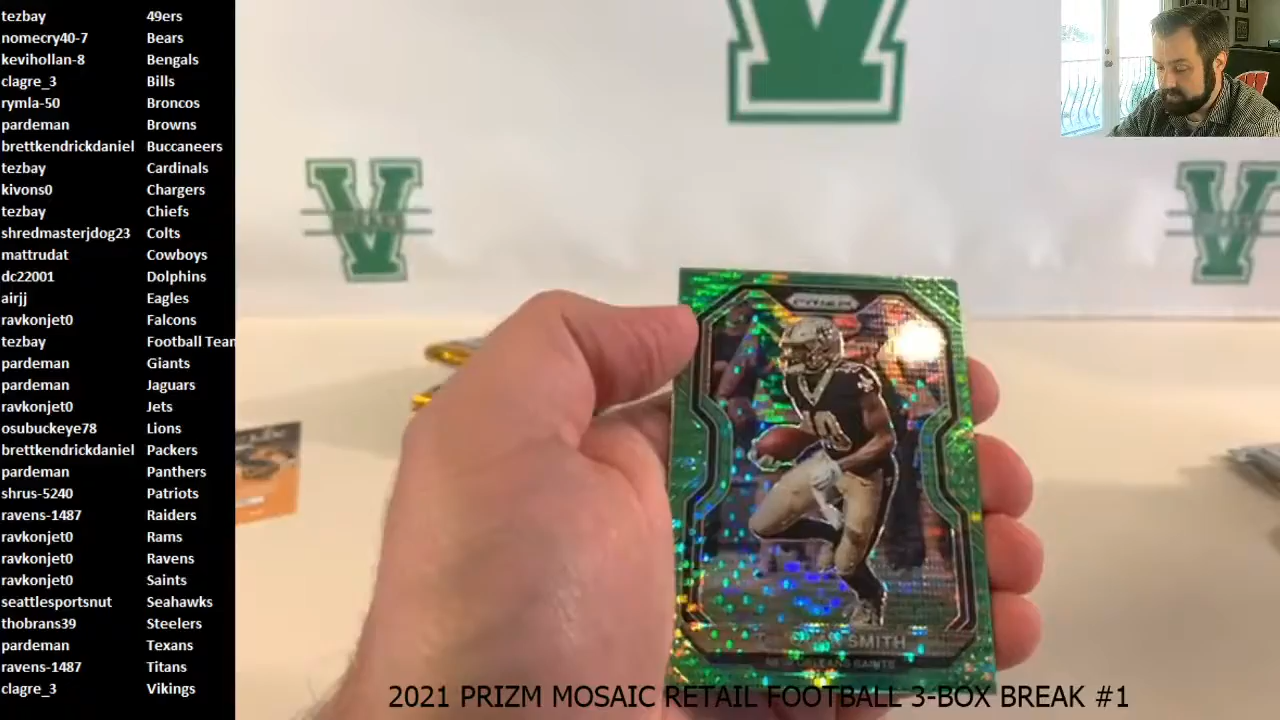 tezbay 49ers
nomecry40-7 Bears
kevihollan-8 Bengals
clagre_3 Bills
rymla-50 Broncos
pardeman Browns
brettkendrickdaniel Buccaneers
tezbay Cardinals
kivons0 Chargers
tezbay Chiefs
shredmasterjdog23 Colts
mattrudat Cowboys
dc22001 Dolphins
airjj Eagles
ravkonjet0 Falcons
tezbay Football Tean
pardeman Giants
pardeman Jaguars
ravkonjet0 Jets
osubuckeye78 Lions
brettkendrickdaniel Packers
pardeman Panthers
shrus-5240 Patriots
ravens-1487 Raiders
ravkonjet0 Rams
ravkonjet0 Ravens
ravkonjet0 Saints
seattlesportsnut Seahawks
thobrans39 Steelers
pardeman Texans
ravens-1487 Titans
clagre_3 Vikings
V
V
V
PRIZM
10
SMITH
NEW ORLEANS SAINTS
2021 PRIZM MOSAIC RETAIL FOOTBALL 3-BOX BREAK #1